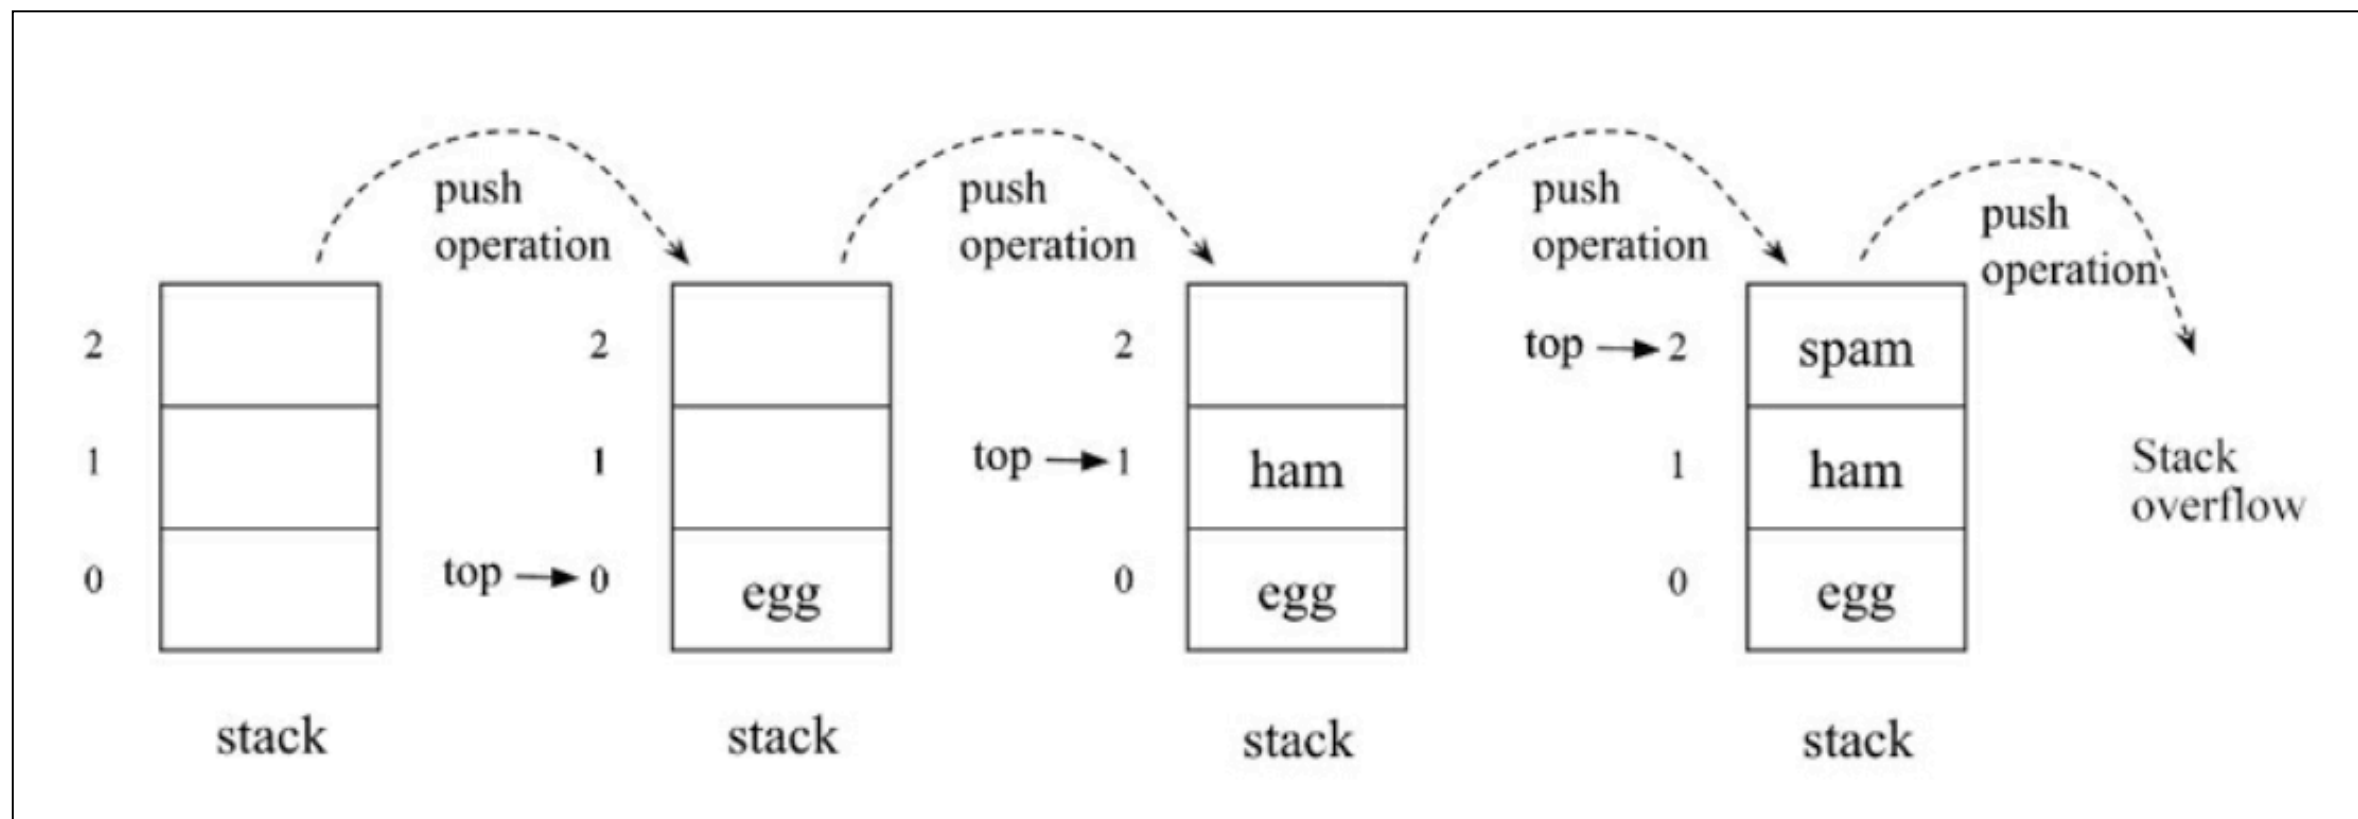 push
operation
push
operation
push
operation
push
operation
2
1
0
stack
2
1
top 0
egg
stack
2
top 1
ham
0
egg
stack
top 2
spam
1
ham
0
egg
stack
Stack
overflow